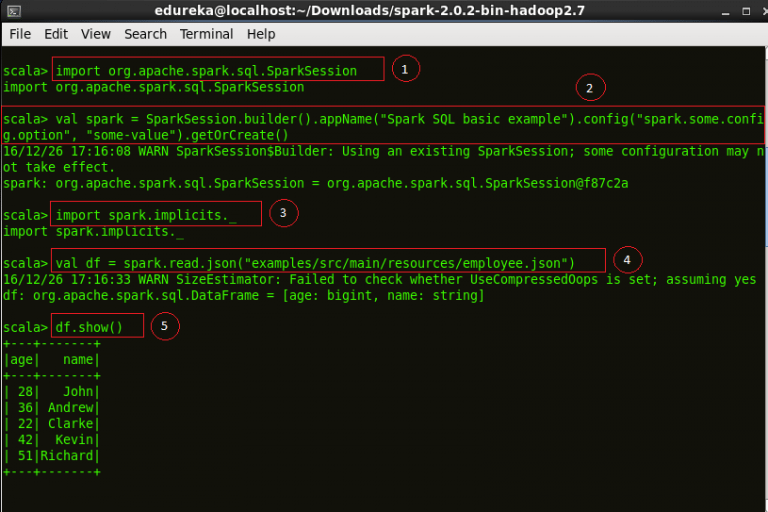 edureka@localhost:~/Downloads/spark-2.0.2-bin-hadoop2.7
File Edit View Search Terminal Help
scala> import org.apache.spark.sql.SparkSession
1
import org.apache.spark.sql.SparkSession
2
scala> val spark = SparkSession.builder().appName("Spark SQL basic example").config("spark.some.confi
g.option", "some-value").getOrCreate()
16/12/26 17:16:08 WARN SparkSession$Builder: Using an existing SparkSession; some configuration may n
ot take effect.
spark: org.apache.spark.sql.SparkSession = org.apache.spark.sql.SparkSession@f87c2a
scala> import spark.implicits._
3
import spark.implicits._
scala> val df = spark.read.json("examples/src/main/resources/employee.json")
4
16/12/26 17:16:33 WARN SizeEstimator: Failed to check whether UseCompressedOops is set; assuming yes
df: org.apache.spark.sql.DataFrame = [age: bigint, name: string]
scala> df.show()
5
+---+-------+
|age|   name|
+---+-------+
| 28|   John|
| 36| Andrew|
| 22| Clarke|
| 42|  Kevin|
| 51|Richard|
+---+-------+